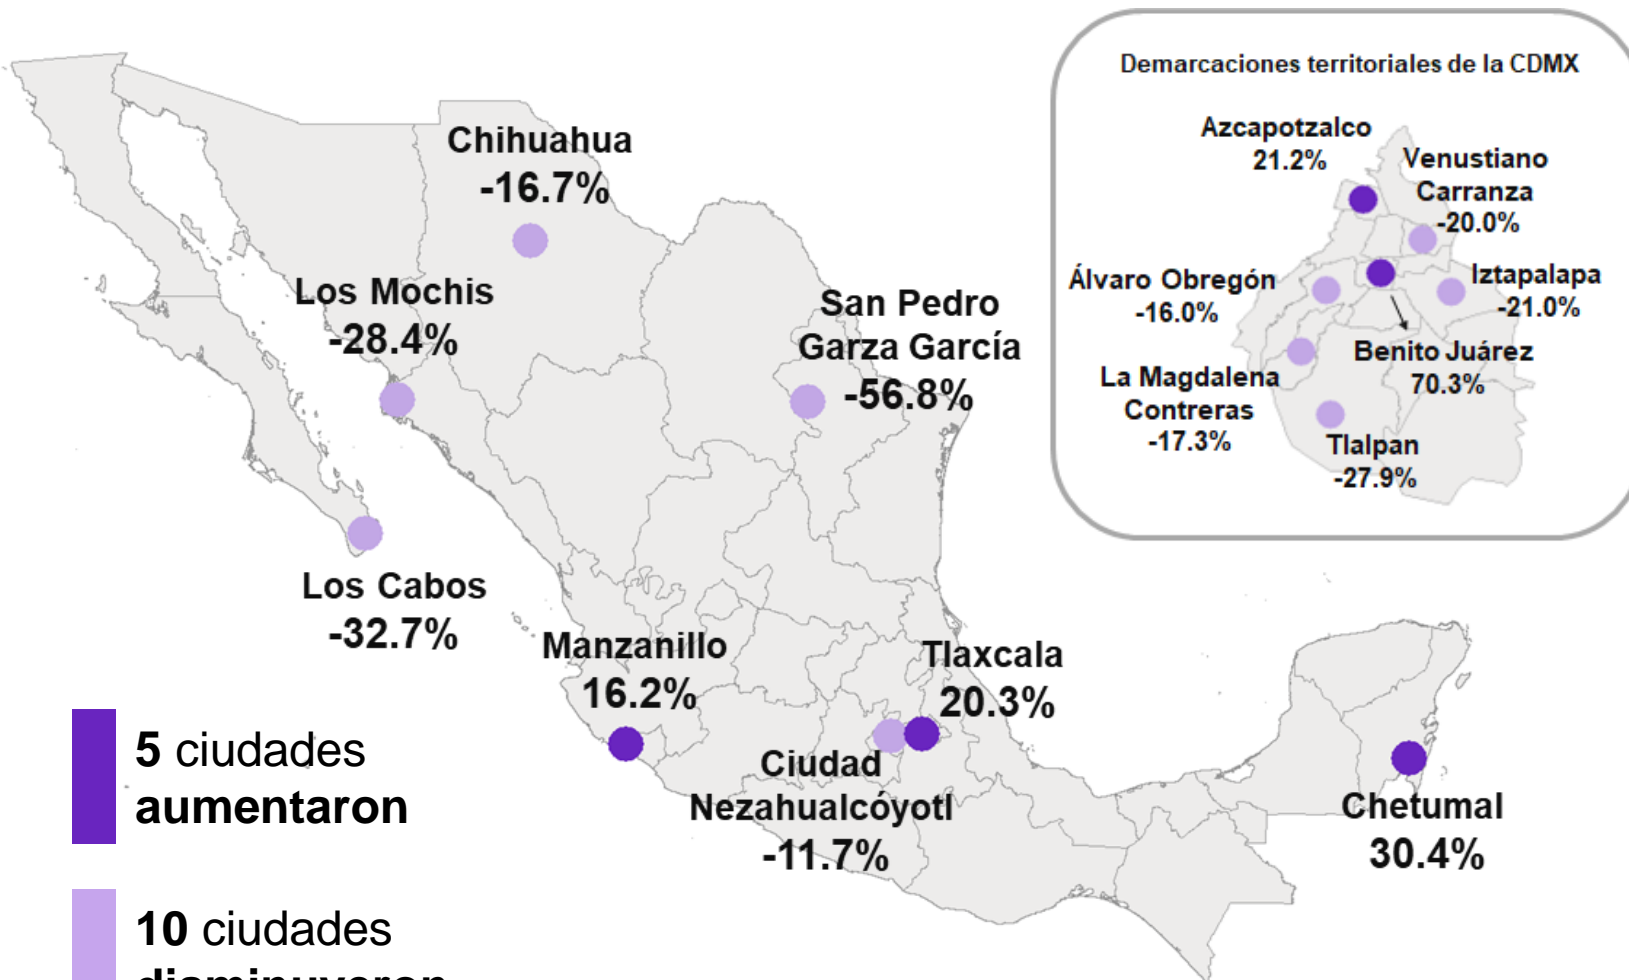 Demarcaciones territoriales de la CDMX
Azcapotzalco
21.2%
Venustiano
Carranza
-20.0%
Álvaro Obregón
-16.0%
Iztapalapa
-21.0%
Benito Juárez
70.3%
La Magdalena
Contreras
-17.3%
Tlalpan
-27.9%
Chihuahua
-16.7%
Los Mochis
-28.4%
San Pedro
Garza García
-56.8%
Los Cabos
-32.7%
Manzanillo
16.2%
Tlaxcala
20.3%
Ciudad
Nezahualcóyotl
-11.7%
Chetumal
30.4%
5 ciudades
aumentaron
10 ciudades
disminuyeron